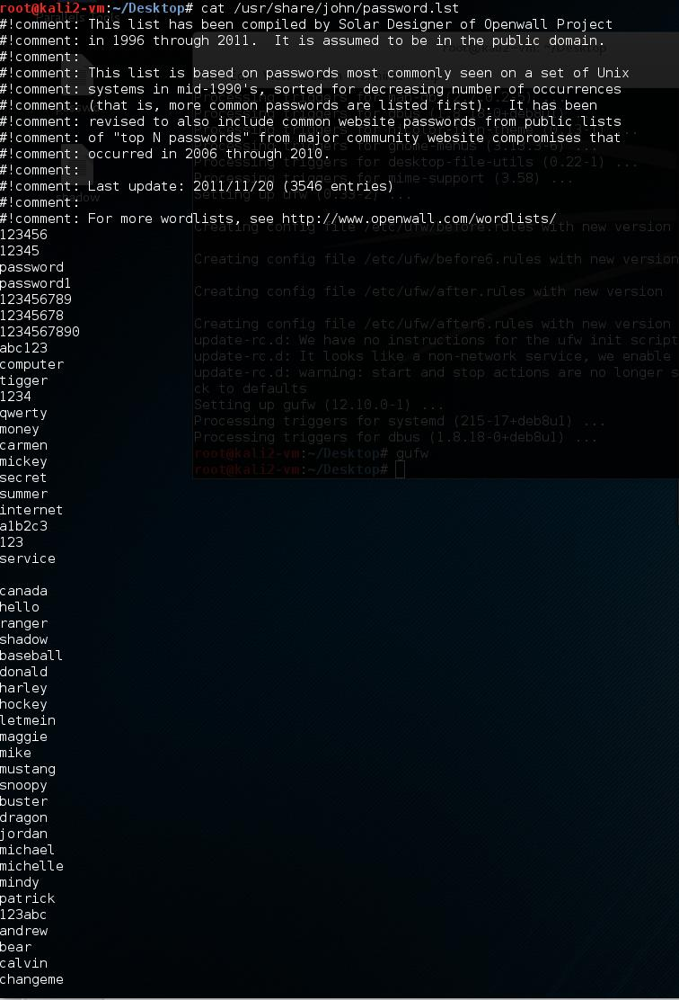 root@kali2-vm:~/Desktop# cat /usr/share/john/password.lst
#!comment: This list has been compiled by Solar Designer of Openwall Project
#!comment: in 1996 through 2011.  It is assumed to be in the public domain.
#!comment:
#!comment: This list is based on passwords most commonly seen on a set of Unix
#!comment: systems in mid-1990's, sorted for decreasing number of occurrences
#!comment: (that is, more common passwords are listed first).  It has been
#!comment: revised to also include common website passwords from public lists
#!comment: of "top N passwords" from major community website compromises that
#!comment: occurred in 2006 through 2010.
#!comment:
#!comment: Last update: 2011/11/20 (3546 entries)
#!comment:
#!comment: For more wordlists, see http://www.openwall.com/wordlists/
123456
12345
password
password1
123456789
12345678
1234567890
abc123
computer
tigger
1234
qwerty
money
carmen
mickey
secret
summer
internet
a1b2c3
123
service

canada
hello
ranger
shadow
baseball
donald
harley
hockey
letmein
maggie
mike
mustang
snoopy
buster
dragon
jordan
michael
michelle
mindy
patrick
123abc
andrew
bear
calvin
changeme
Processing triggers for desktop-file-utils (0.22-1) ...
Processing triggers for mime-support (3.58) ...
Setting up ufw (0.33-2) ...
Creating config file /etc/ufw/before.rules with new version
Creating config file /etc/ufw/before6.rules with new version
Creating config file /etc/ufw/after.rules with new version
Creating config file /etc/ufw/after6.rules with new version
update-rc.d: We have no instructions for the ufw init script
update-rc.d: It looks like a non-network service, we enable
update-rc.d: warning: start and stop actions are no longer s
ck to defaults
Setting up gufw (12.10.0-1) ...
Processing triggers for systemd (215-17+deb8u1) ...
Processing triggers for dbus (1.8.18-0+deb8u1) ...
root@kali2-vm:~/Desktop# gufw
root@kali2-vm:~/Desktop#